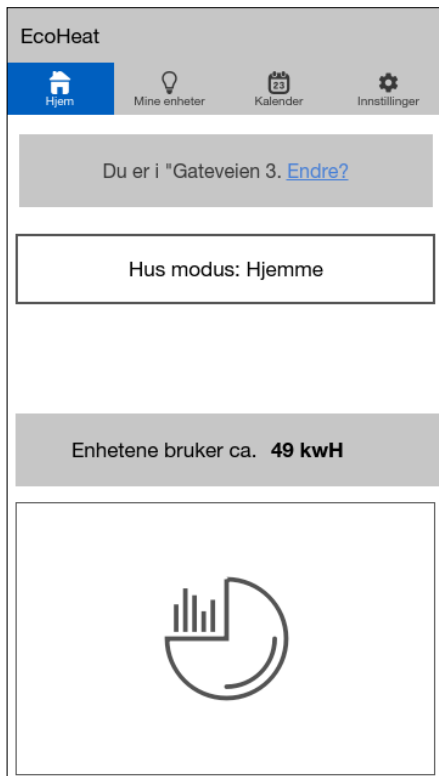 EcoHeat
Hjem Mine enheter 23 Kalender Innstillinger
Du er i "Gateveien 3. Endre?
Hus modus: Hjemme
Enhetene bruker ca. 49 kwH